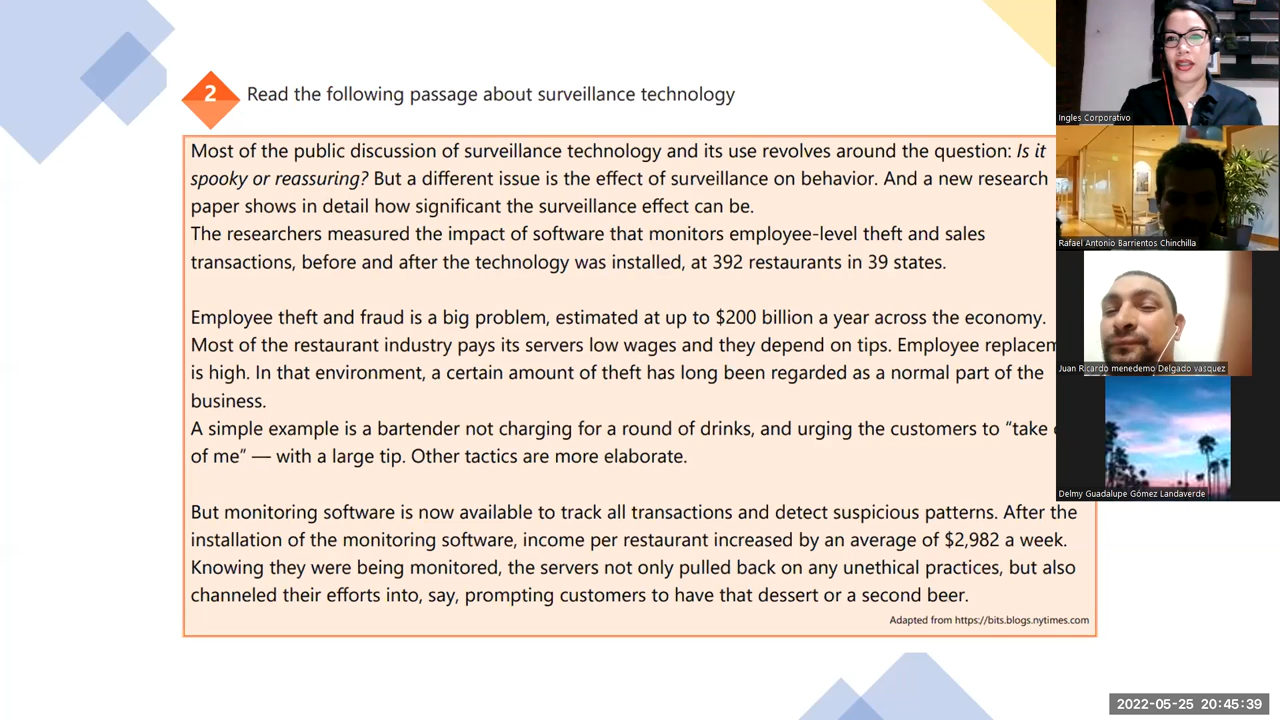 2
Read the following passage about surveillance technology
Most of the public discussion of surveillance technology and its use revolves around the question: Is it
spooky or reassuring? But a different issue is the effect of surveillance on behavior. And a new research
paper shows in detail how significant the surveillance effect can be.
The researchers measured the impact of software that monitors employee-level theft and sales
transactions, before and after the technology was installed, at 392 restaurants in 39 states.
Employee theft and fraud is a big problem, estimated at up to $200 billion a year across the economy.
Most of the restaurant industry pays its servers low wages and they depend on tips. Employee replacem
is high. In that environment, a certain amount of theft has long been regarded as a normal part of the
business.
A simple example is a bartender not charging for a round of drinks, and urging the customers to “take
of me” — with a large tip. Other tactics are more elaborate.
But monitoring software is now available to track all transactions and detect suspicious patterns. After the
installation of the monitoring software, income per restaurant increased by an average of $2,982 a week.
Knowing they were being monitored, the servers not only pulled back on any unethical practices, but also
channeled their efforts into, say, prompting customers to have that dessert or a second beer.
Adapted from https://bits.blogs.nytimes.com
Ingles Corporativo
Rafael Antonio Barrientos Chinchilla
Juan Ricardo menedemo Delgado vasquez
Delmy Guadalupe Gómez Landaverde
2022-05-25 20:45:39